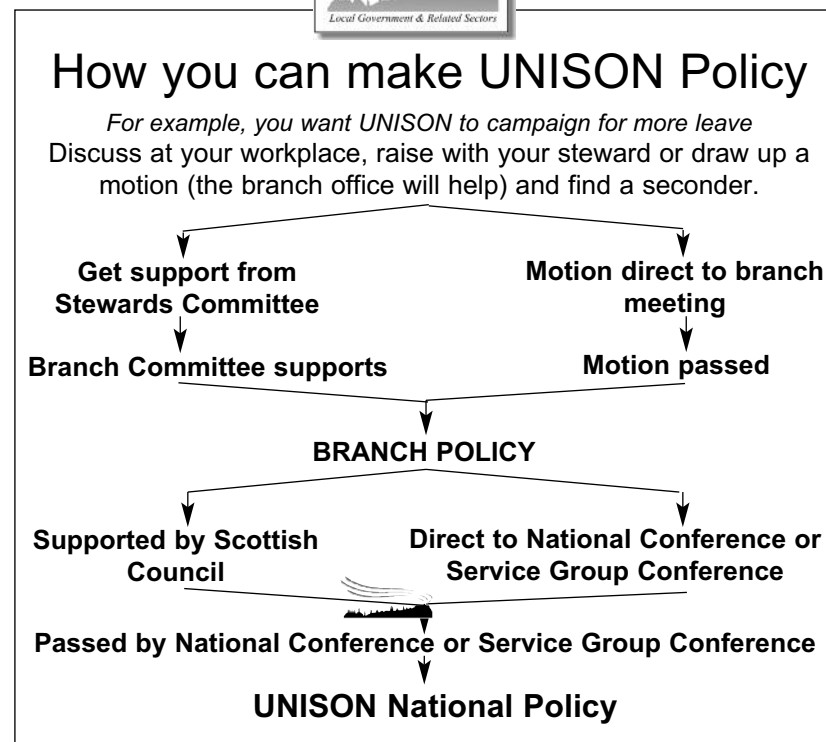 Local Government & Related Sectors
How you can make UNISON Policy
For example, you want UNISON to campaign for more leave
Discuss at your workplace, raise with your steward or draw up a
motion (the branch office will help) and find a seconder.
Get support from
Stewards Committee
Motion direct to branch
meeting
Branch Committee supports
Motion passed
BRANCH POLICY
Supported by Scottish
Council
Direct to National Conference or
Service Group Conference
Passed by National Conference or Service Group Conference
UNISON National Policy